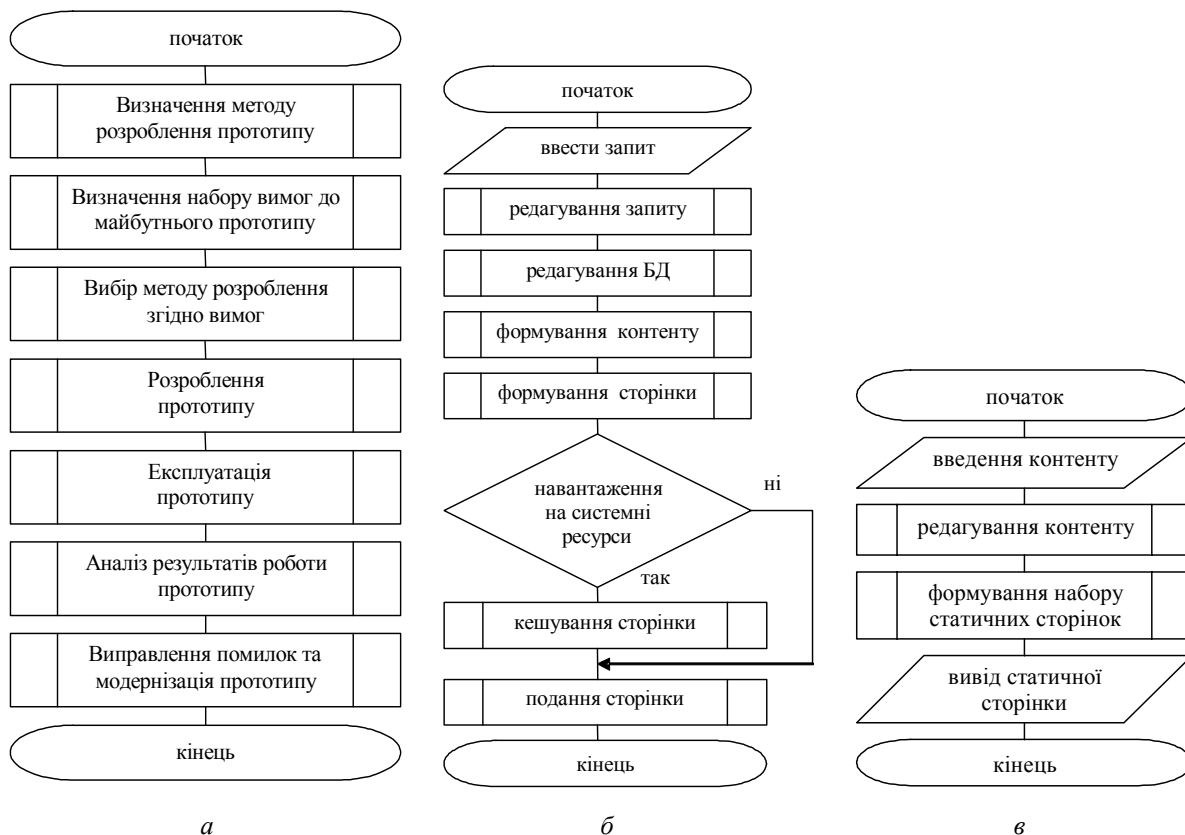 початок
Визначення методу
розроблення прототипу
Визначення набору вимог до
майбутнього прототипу
Вибір методу розроблення
згідно вимог
Розроблення
прототипу
Експлуатація
прототипу
Аналіз результатів роботи
прототипу
Виправлення помилок та
модернізація прототипу
кінець
а
початок
ввести запит
редагування запиту
редагування БД
формування контенту
формування сторінки
навантаження
на системні
ресурси
ні
так
кешування сторінки
подання сторінки
кінець
б
початок
введення контенту
редагування контенту
формування набору
статичних сторінок
вивід статичної
сторінки
кінець
в